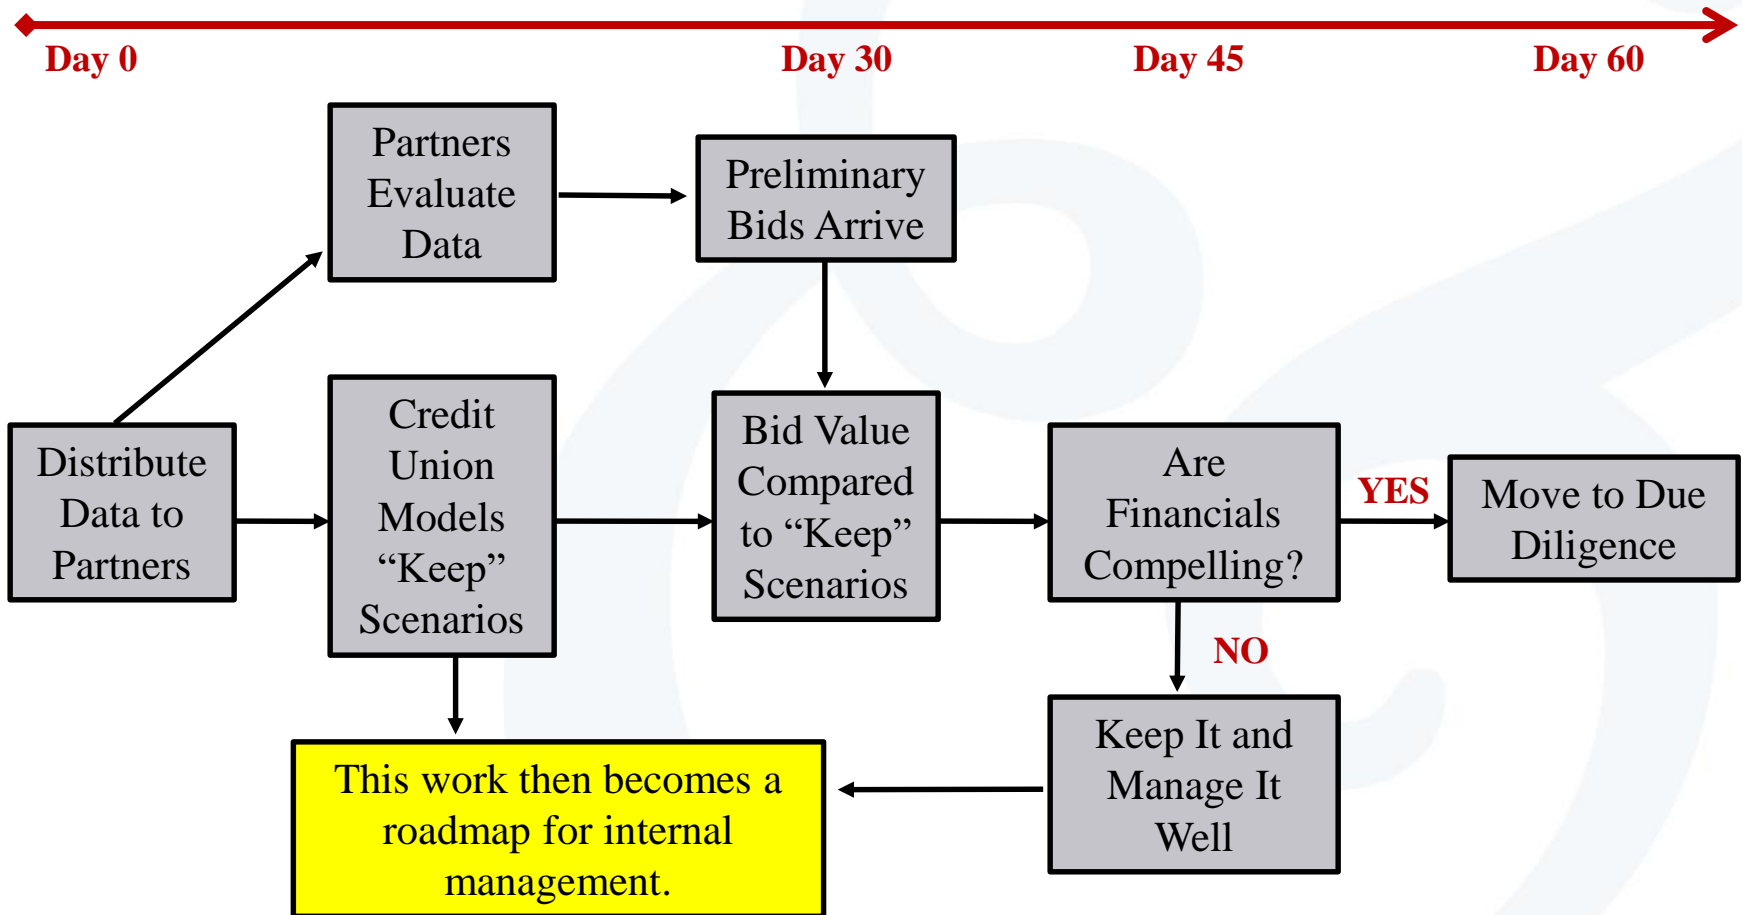 Day 0
Day 30
Day 45
Day 60
Partners
Evaluate
Data
Preliminary
Bids Arrive
Distribute
Data to
Partners
Credit
Union
Models
“Keep”
Scenarios
Bid Value
Compared
to “Keep”
Scenarios
Are
Financials
Compelling?
YES
Move to Due
Diligence
NO
Keep It and
Manage It
Well
This work then becomes a
roadmap for internal
management.